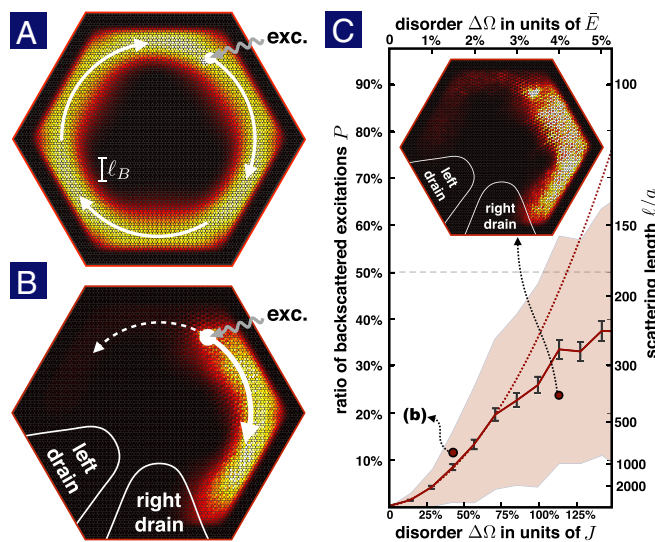 A
exc.
ℓ_B
B
exc.
left
drain
right
drain
C
disorder ΔΩ in units of Ē
0 1% 2% 3% 4% 5%
90%
80%
70%
60%
50%
40%
30%
20%
10%
ratio of backscattered excitations P
left
drain
right
drain
(b)
100
150
200
300
500
1000
2000
scattering length ℓ/a
0 25% 50% 75% 100% 125%
disorder ΔΩ in units of J